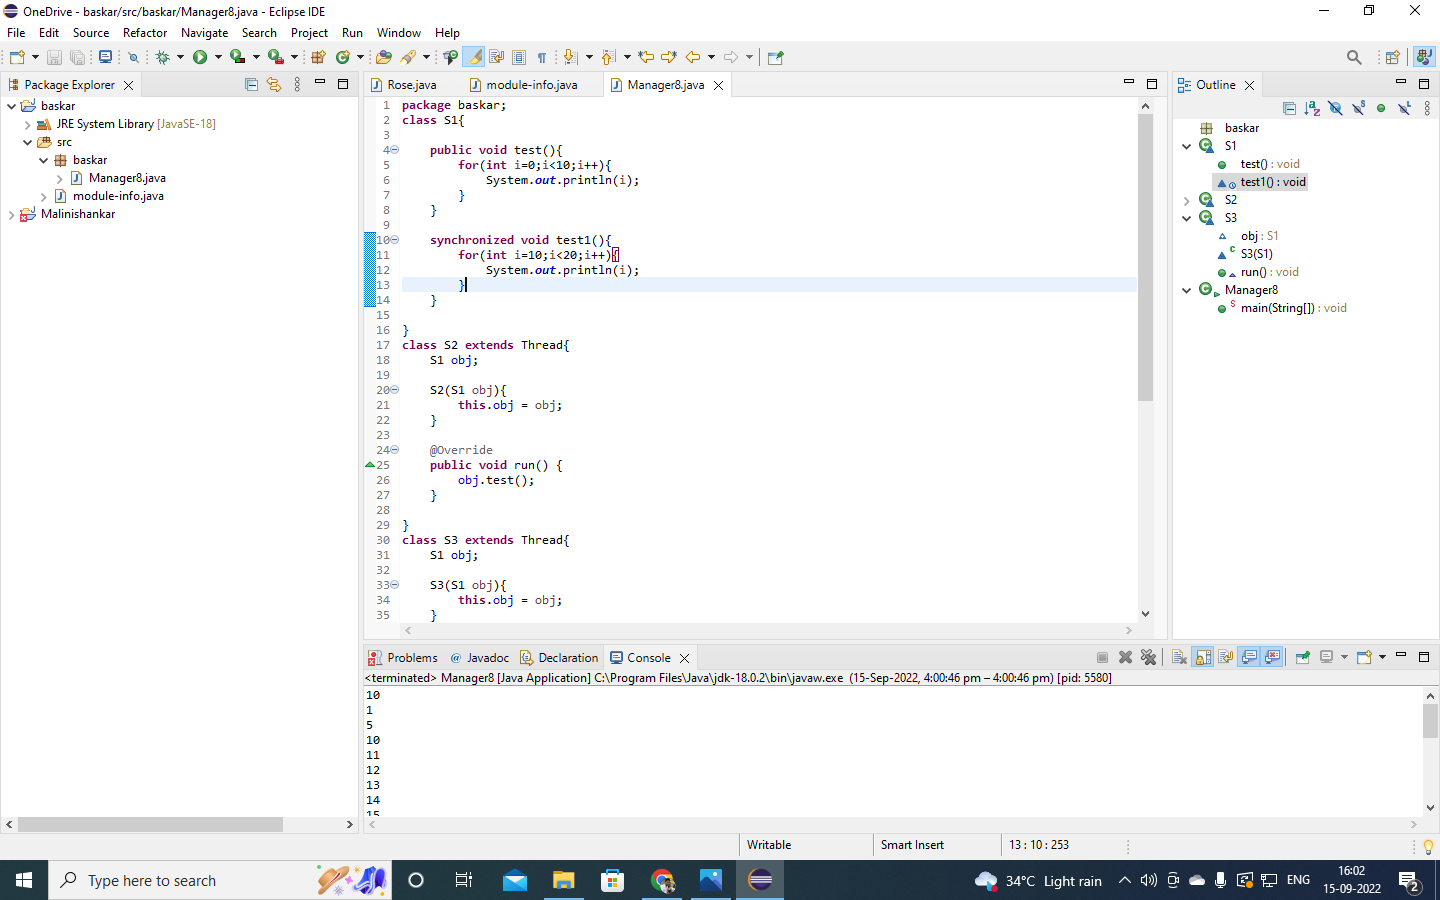 OneDrive - baskar/src/baskar/Manager8.java - Eclipse IDE
File Edit Source Refactor Navigate Search Project Run Window Help
Package Explorer
baskar
JRE System Library [JavaSE-18]
src
baskar
Manager8.java
module-info.java
Malinishankar
Rose.java module-info.java Manager8.java
1 package baskar;
2 class S1{
3
4 public void test(){
5 for(int i=0;i<10;i++){
6 System.out.println(i);
7 }
8 }
9
10 synchronized void test1(){
11 for(int i=10;i<20;i++){
12 System.out.println(i);
13 }
14 }
15
16 }
17 class S2 extends Thread{
18 S1 obj;
19
20 S2(S1 obj){
21 this.obj = obj;
22 }
23
24 @Override
25 public void run() {
26 obj.test();
27 }
28
29 }
30 class S3 extends Thread{
31 S1 obj;
32
33 S3(S1 obj){
34 this.obj = obj;
35 }
Outline
baskar
S1
test() : void
test1() : void
S2
S3
obj : S1
S3(S1)
run() : void
Manager8
main(String[]) : void
Problems @ Javadoc Declaration Console
<terminated> Manager8 [Java Application] C:\Program Files\Java\jdk-18.0.2\bin\javaw.exe (15-Sep-2022, 4:00:46 pm – 4:00:46 pm) [pid: 5580]
10
1
5
10
11
12
13
14
15
Writable Smart Insert 13 : 10 : 253
Type here to search
34°C Light rain ENG 16:02
15-09-2022
2